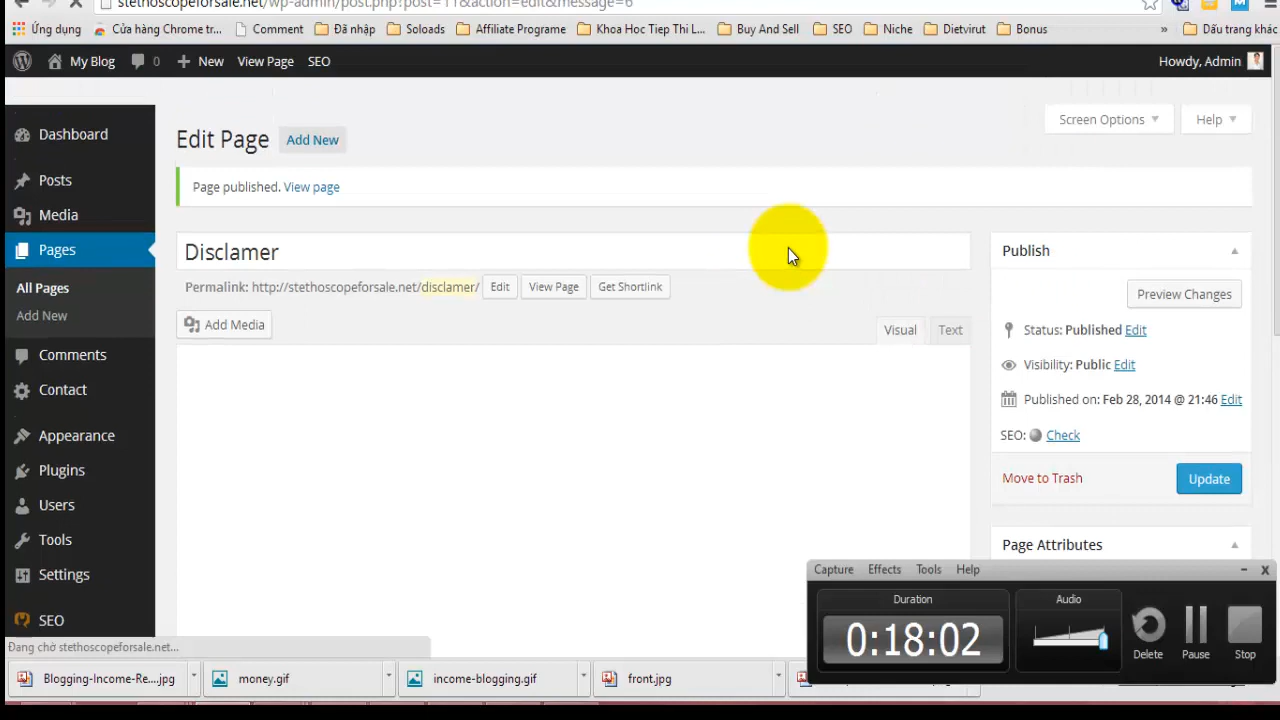 stethoscopeforsale.net/wp-admin/post.php?post=11&action=edit&message=6
Ứng dụng Cửa hàng Chrome tr... Comment Đã nhập Soloads Affiliate Programe Khoa Hoc Tiep Thi L... Buy And Sell SEO Niche Dietvirut Bonus » Dấu trang khác
My Blog 0 New View Page SEO Howdy, Admin
Screen Options Help
Dashboard
Posts
Media
Pages
All Pages
Add New
Comments
Contact
Appearance
Plugins
Users
Tools
Settings
SEO
Edit Page Add New
Page published. View page
Disclamer
Permalink: http://stethoscopeforsale.net/disclamer/ Edit View Page Get Shortlink
Add Media
Visual Text
Publish
Preview Changes
Status: Published Edit
Visibility: Public Edit
Published on: Feb 28, 2014 @ 21:46 Edit
SEO: Check
Move to Trash Update
Page Attributes
Capture Effects Tools Help
Duration
0:18:02
Audio
Delete Pause Stop
Đang chờ stethoscopeforsale.net...
Blogging-Income-Re....jpg money.gif income-blogging.gif front.jpg